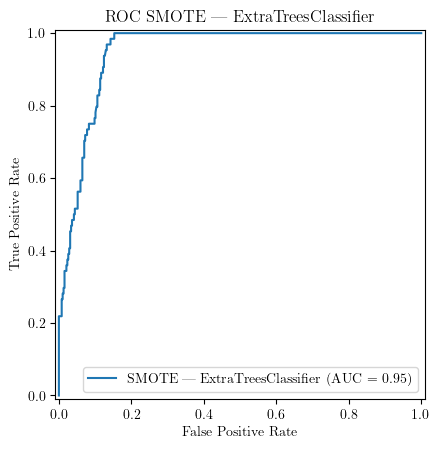 ROC SMOTE — ExtraTreesClassifier
True Positive Rate
1.0
0.8
0.6
0.4
0.2
0.0
SMOTE — ExtraTreesClassifier (AUC = 0.95)
0.0 0.2 0.4 0.6 0.8 1.0
False Positive Rate